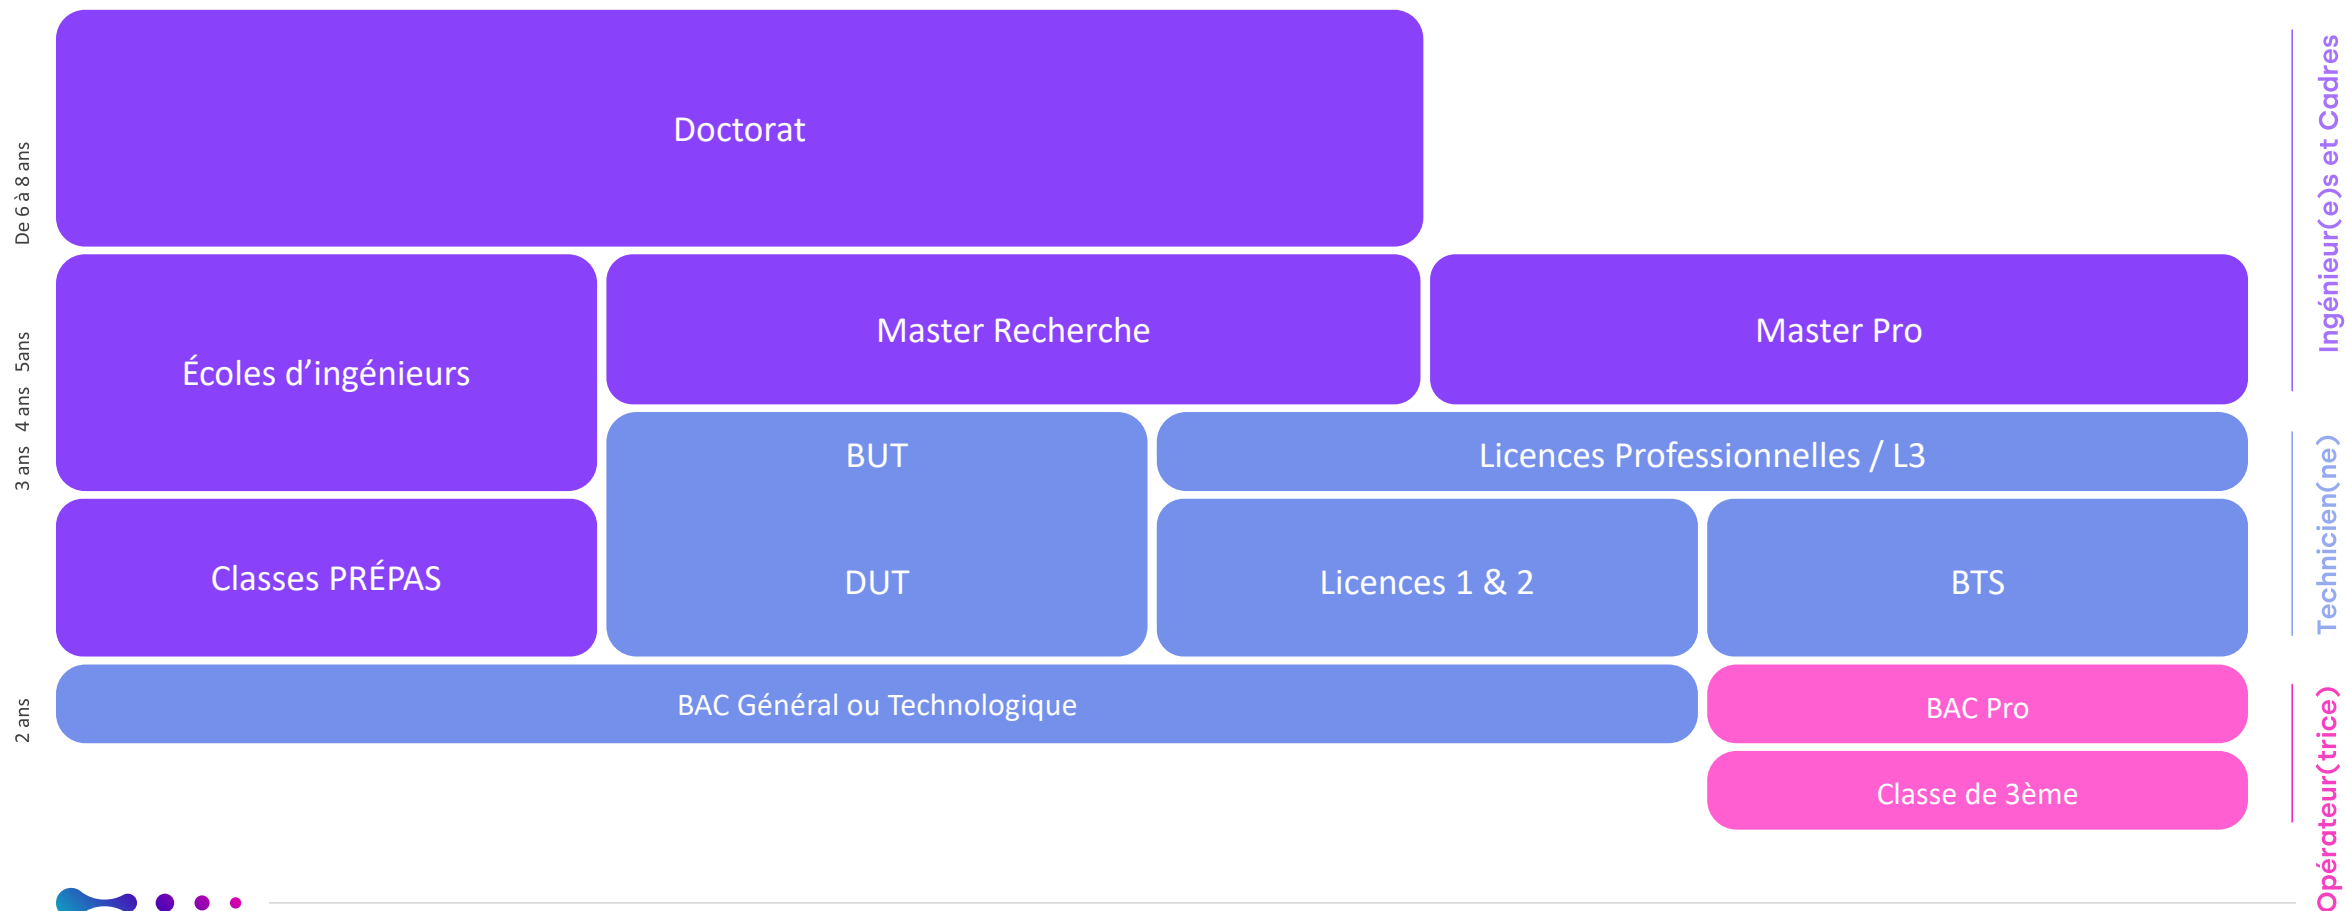 Doctorat
De 6 à 8 ans
Ingénieur(e)s et Cadres
Écoles d’ingénieurs
Master Recherche
Master Pro
5ans
4 ans
3 ans
BUT
Licences Professionnelles / L3
Technicien(ne)
Classes PRÉPAS
DUT
Licences 1 & 2
BTS
2 ans
BAC Général ou Technologique
BAC Pro
Classe de 3ème
Opérateur(trice)